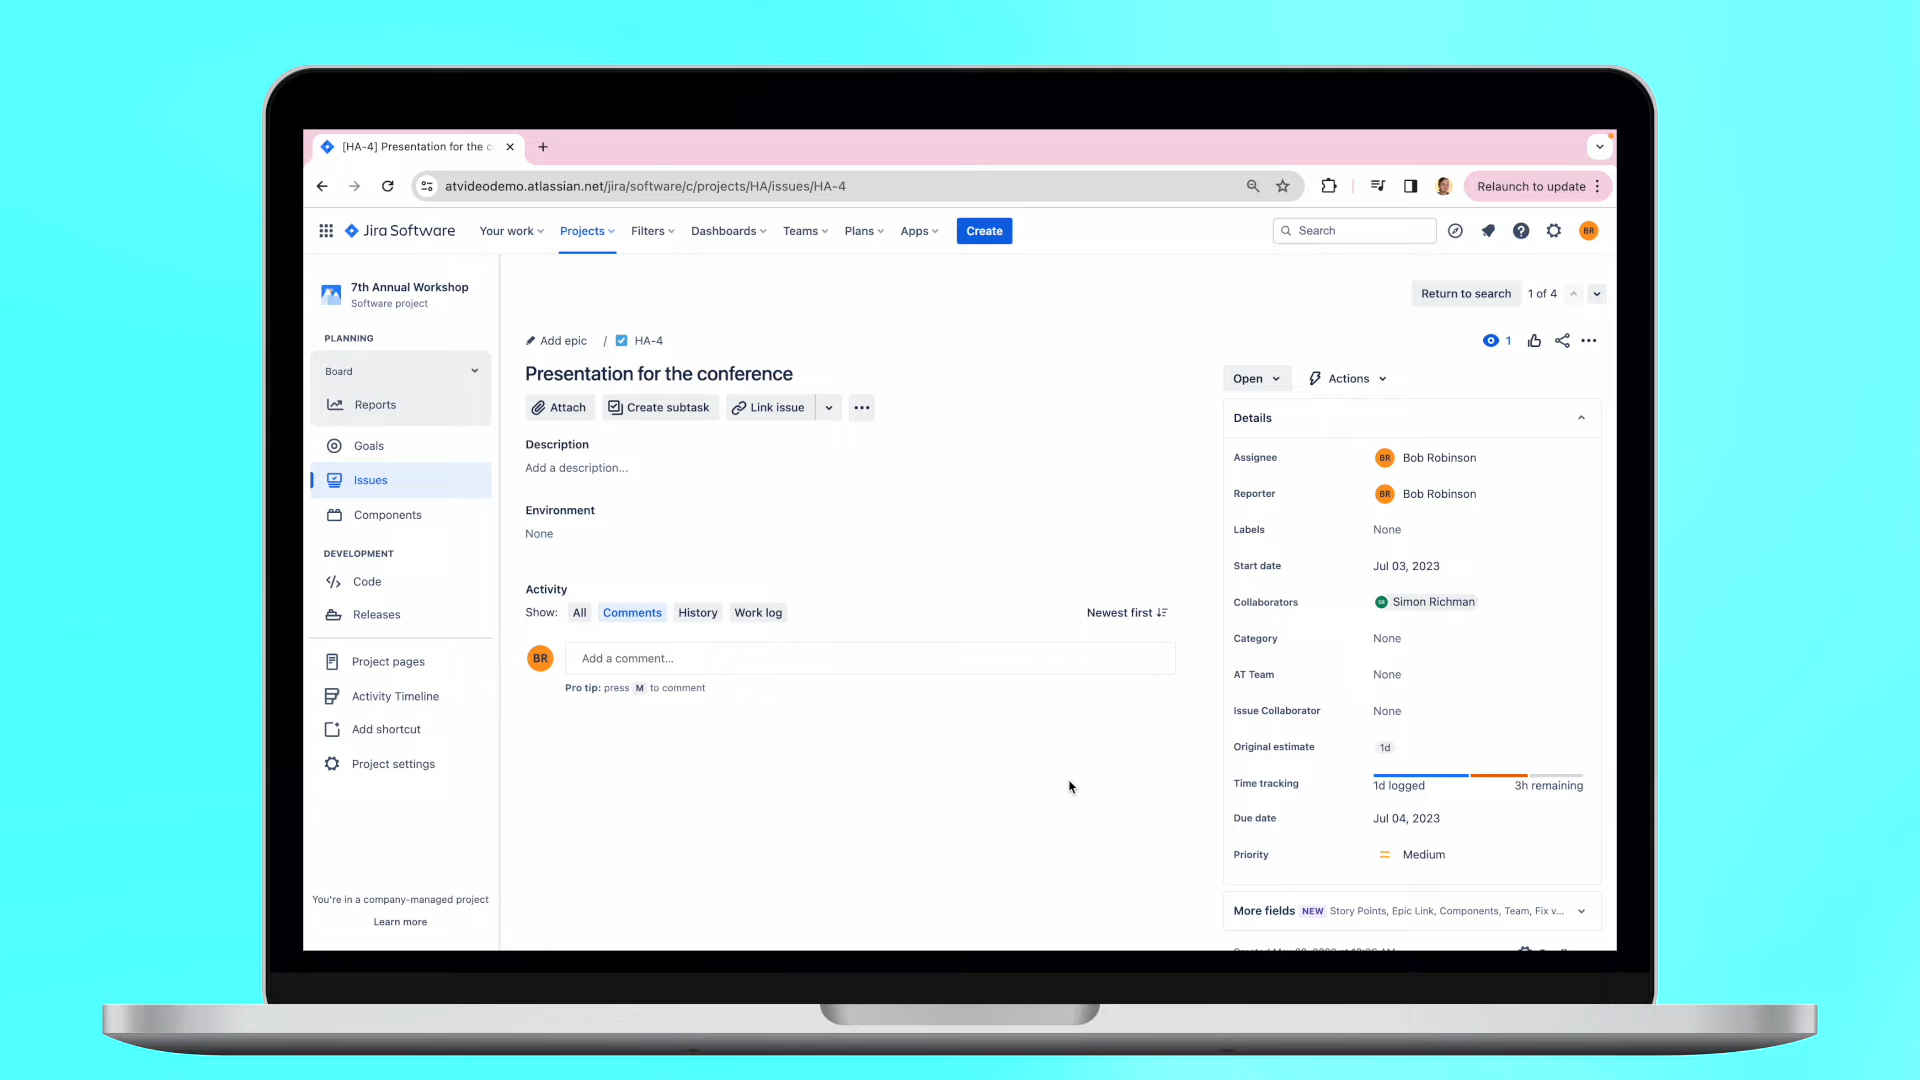 [HA-4] Presentation for the c
atvideodemo.atlassian.net/jira/software/c/projects/HA/issues/HA-4
Relaunch to update
Jira Software
Your work
Projects
Filters
Dashboards
Teams
Plans
Apps
Create
Search
BR
7th Annual Workshop
Software project
PLANNING
Board
Reports
Goals
Issues
Components
DEVELOPMENT
Code
Releases
Project pages
Activity Timeline
Add shortcut
Project settings
You're in a company-managed project
Learn more
Return to search 1 of 4
Add epic / HA-4
1
Presentation for the conference
Attach
Create subtask
Link issue
Description
Add a description...
Environment
None
Activity
Show: All Comments History Work log
Newest first
BR
Add a comment...
Pro tip: press M to comment
Open
Actions
Details
Assignee BR Bob Robinson
Reporter BR Bob Robinson
Labels None
Start date Jul 03, 2023
Collaborators SR Simon Richman
Category None
AT Team None
Issue Collaborator None
Original estimate 1d
Time tracking 1d logged 3h remaining
Due date Jul 04, 2023
Priority Medium
More fields NEW Story Points, Epic Link, Components, Team, Fix v...